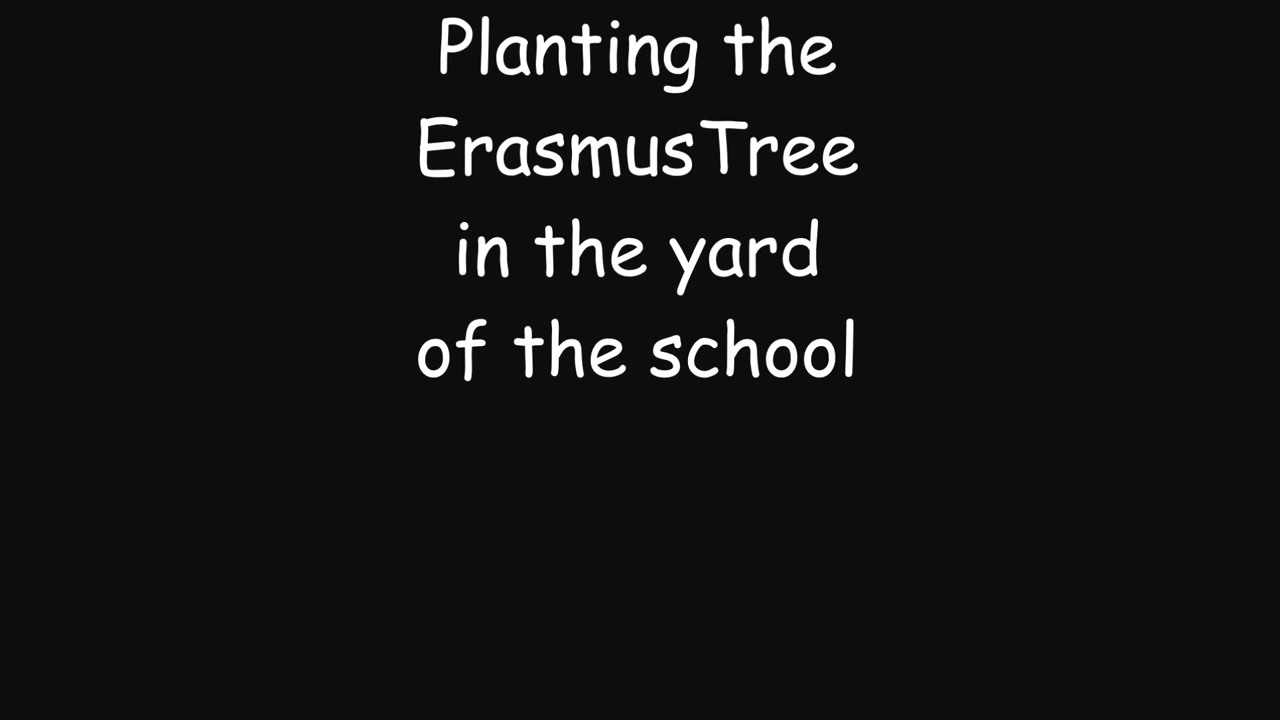 Planting the
ErasmusTree
in the yard
of the school